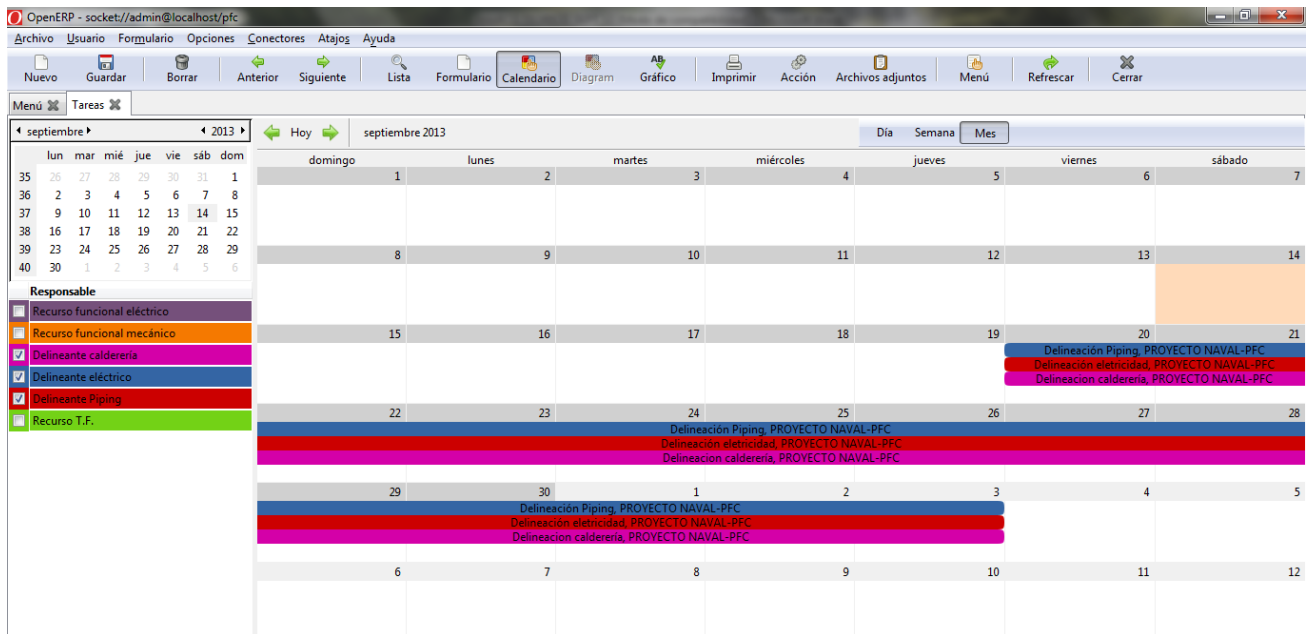 OpenERP - socket://admin@localhost/pfc
Archivo Usuario Formulario Opciones Conectores Atajos Ayuda
Nuevo Guardar Borrar Anterior Siguiente Lista Formulario Calendario Diagram Gráfico Imprimir Acción Archivos adjuntos Menú Refrescar Cerrar
Menú Tareas
septiembre 2013 Hoy septiembre 2013 Día Semana Mes
lun mar mié jue vie sáb dom
35 26 27 28 29 30 31 1
36 2 3 4 5 6 7 8
37 9 10 11 12 13 14 15
38 16 17 18 19 20 21 22
39 23 24 25 26 27 28 29
40 30 1 2 3 4 5 6
Responsable
Recurso funcional eléctrico
Recurso funcional mecánico
Delineante calderería
Delineante eléctrico
Delineante Piping
Recurso T.F.
domingo lunes martes miércoles jueves viernes sábado
1 2 3 4 5 6 7
8 9 10 11 12 13 14
15 16 17 18 19 20 21
Delineación Piping, PROYECTO NAVAL-PFC
Delineación eletricidad, PROYECTO NAVAL-PFC
Delineacion calderería, PROYECTO NAVAL-PFC
22 23 24 25 26 27 28
Delineación Piping, PROYECTO NAVAL-PFC
Delineación eletricidad, PROYECTO NAVAL-PFC
Delineacion calderería, PROYECTO NAVAL-PFC
29 30 1 2 3 4 5
Delineación Piping, PROYECTO NAVAL-PFC
Delineación eletricidad, PROYECTO NAVAL-PFC
Delineacion calderería, PROYECTO NAVAL-PFC
6 7 8 9 10 11 12